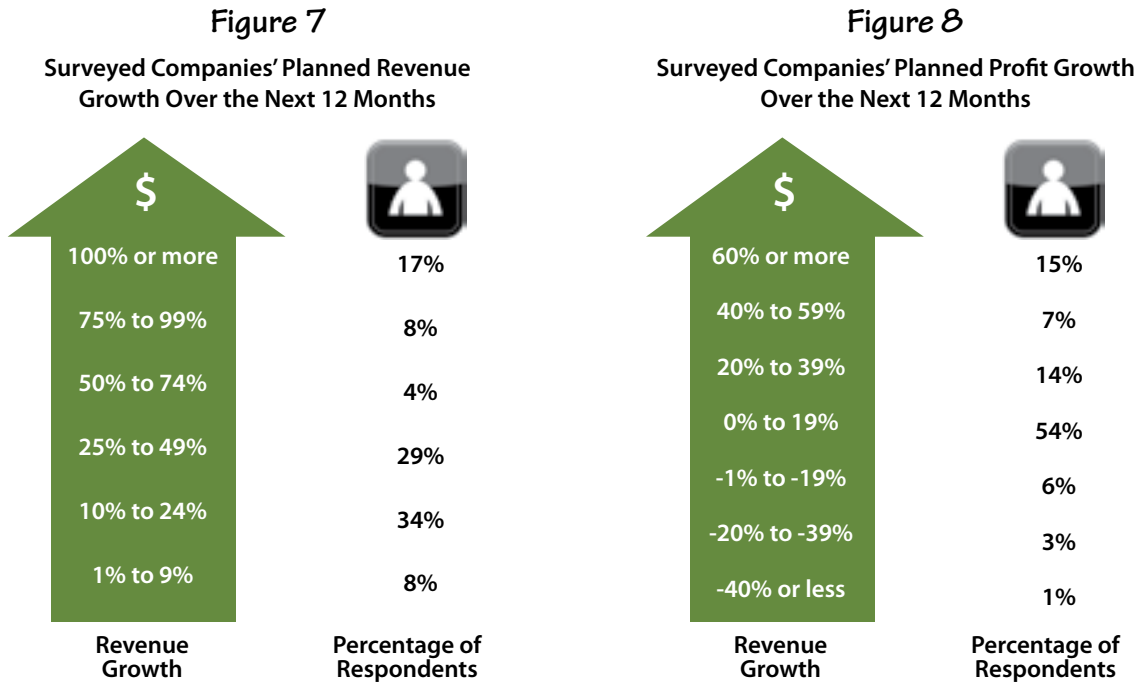 Figure 7
Surveyed Companies' Planned Revenue
Growth Over the Next 12 Months
$
100% or more 17%
75% to 99% 8%
50% to 74% 4%
25% to 49% 29%
10% to 24% 34%
1% to 9% 8%
Revenue
Growth
Percentage of
Respondents
Figure 8
Surveyed Companies' Planned Profit Growth
Over the Next 12 Months
$
60% or more 15%
40% to 59% 7%
20% to 39% 14%
0% to 19% 54%
-1% to -19% 6%
-20% to -39% 3%
-40% or less 1%
Revenue
Growth
Percentage of
Respondents